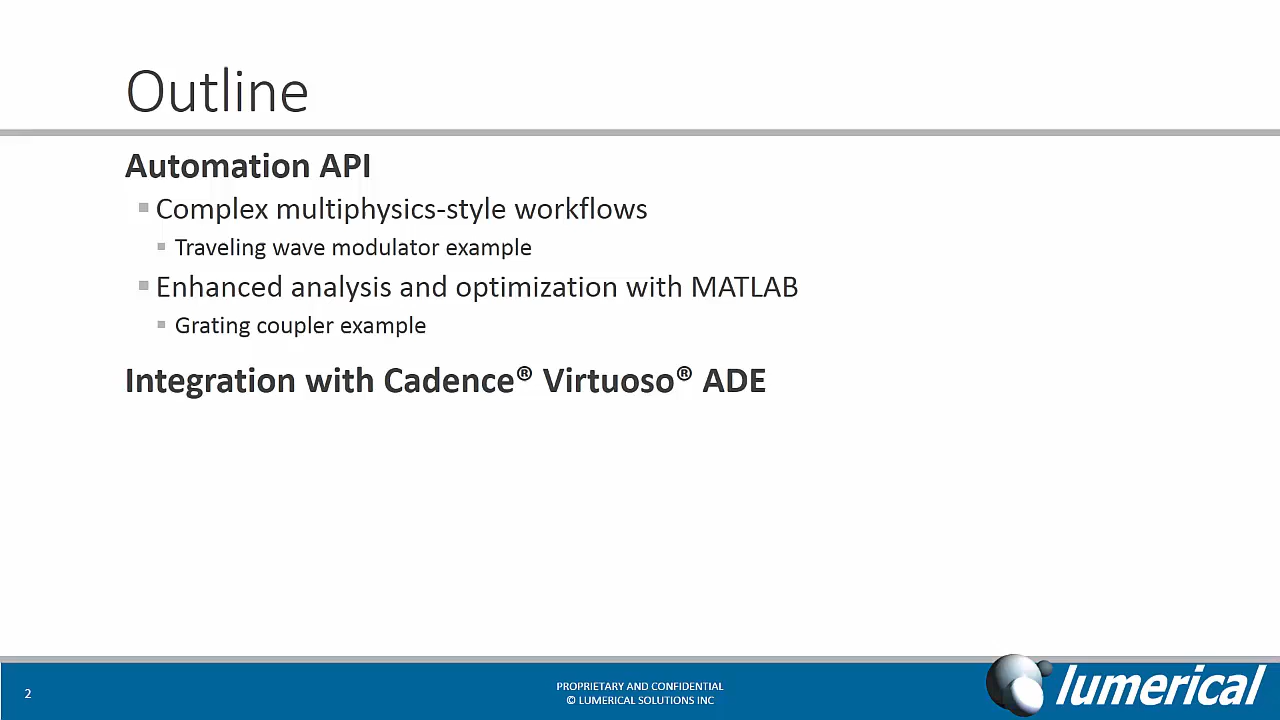 Outline
Automation API
Complex multiphysics-style workflows
Traveling wave modulator example
Enhanced analysis and optimization with MATLAB
Grating coupler example
Integration with Cadence® Virtuoso® ADE
2
PROPRIETARY AND CONFIDENTIAL
© LUMERICAL SOLUTIONS INC
lumerical